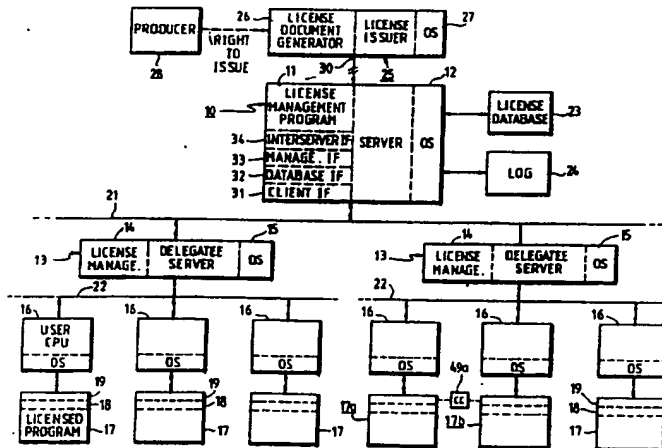 26 LICENSE DOCUMENT GENERATOR LICENSE ISSUER OS 27
PRODUCER
RIGHT TO ISSUE
28
30
25
11
12
10
LICENSE MANAGEMENT PROGRAM
SERVER
OS
LICENSE DATABASE
23
34 INTERSERVER IF
33 MANAGE. IF
32 DATABASE IF
31 CLIENT IF
LOG
24
21
14
15
13
LICENSE MANAGE.
DELEGATEE SERVER
OS
14
15
13
LICENSE MANAGE.
DELEGATEE SERVER
OS
22
22
16
16
16
16
16
16
USER CPU
OS
OS
OS
OS
OS
OS
49a
CC
19
18
LICENSED PROGRAM
17
19
18
17
17
17a
17b
19
18
17